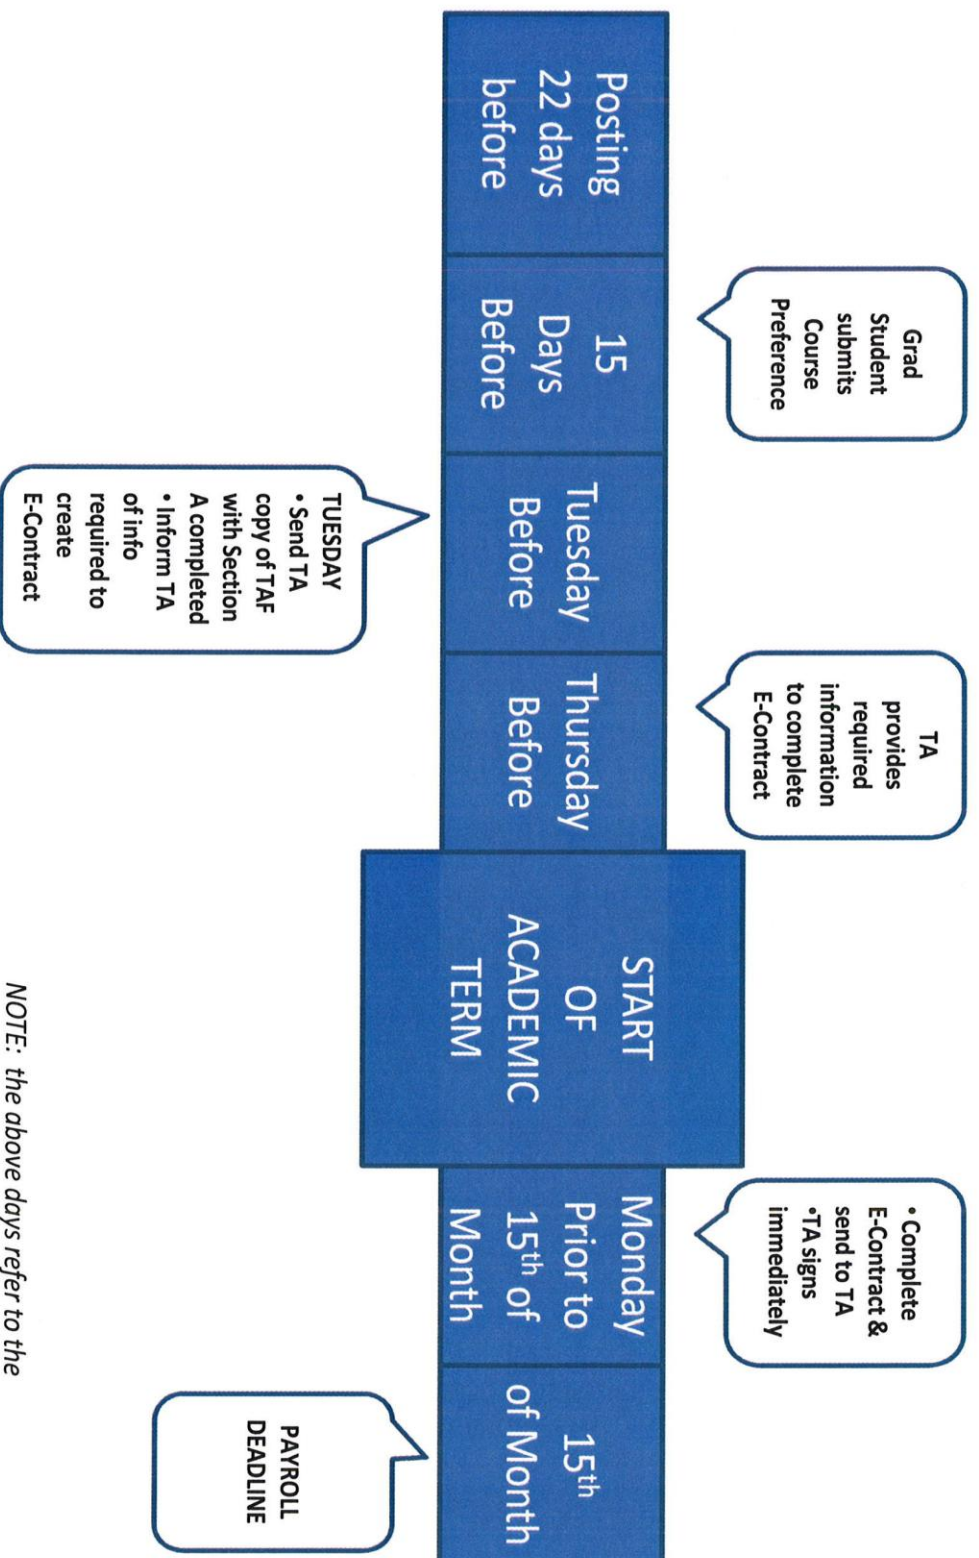 Grad
Student
submits
Course
Preference
TA
provides
required
information
to complete
E-Contract
• Complete
E-Contract &
send to TA
•TA signs
immediately
Posting
22 days
before
15
Days
Before
Tuesday
Before
Thursday
Before
START
OF
ACADEMIC
TERM
Monday
Prior to
15th of
Month
15th
of Month
TUESDAY
• Send TA
copy of TAF
with Section
A completed
• Inform TA
of info
required to
create
E-Contract
PAYROLL
DEADLINE
NOTE: the above days refer to the